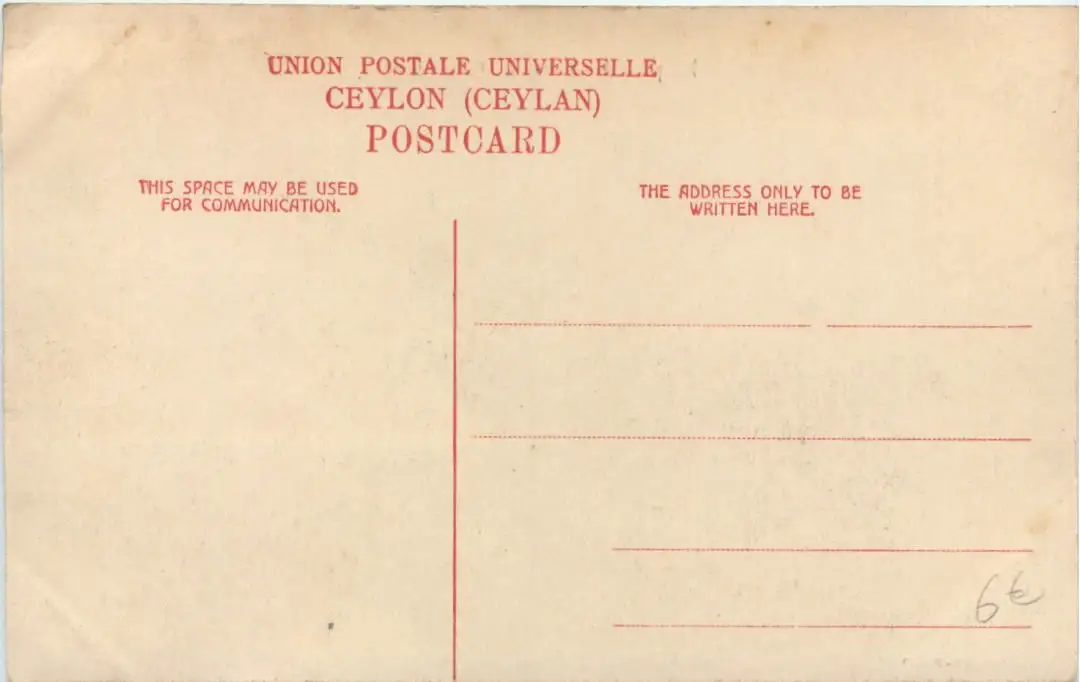 UNION POSTALE UNIVERSELLE
CEYLON (CEYLAN)
POSTCARD
THIS SPACE MAY BE USED
FOR COMMUNICATION.
THE ADDRESS ONLY TO BE
WRITTEN HERE.
6€